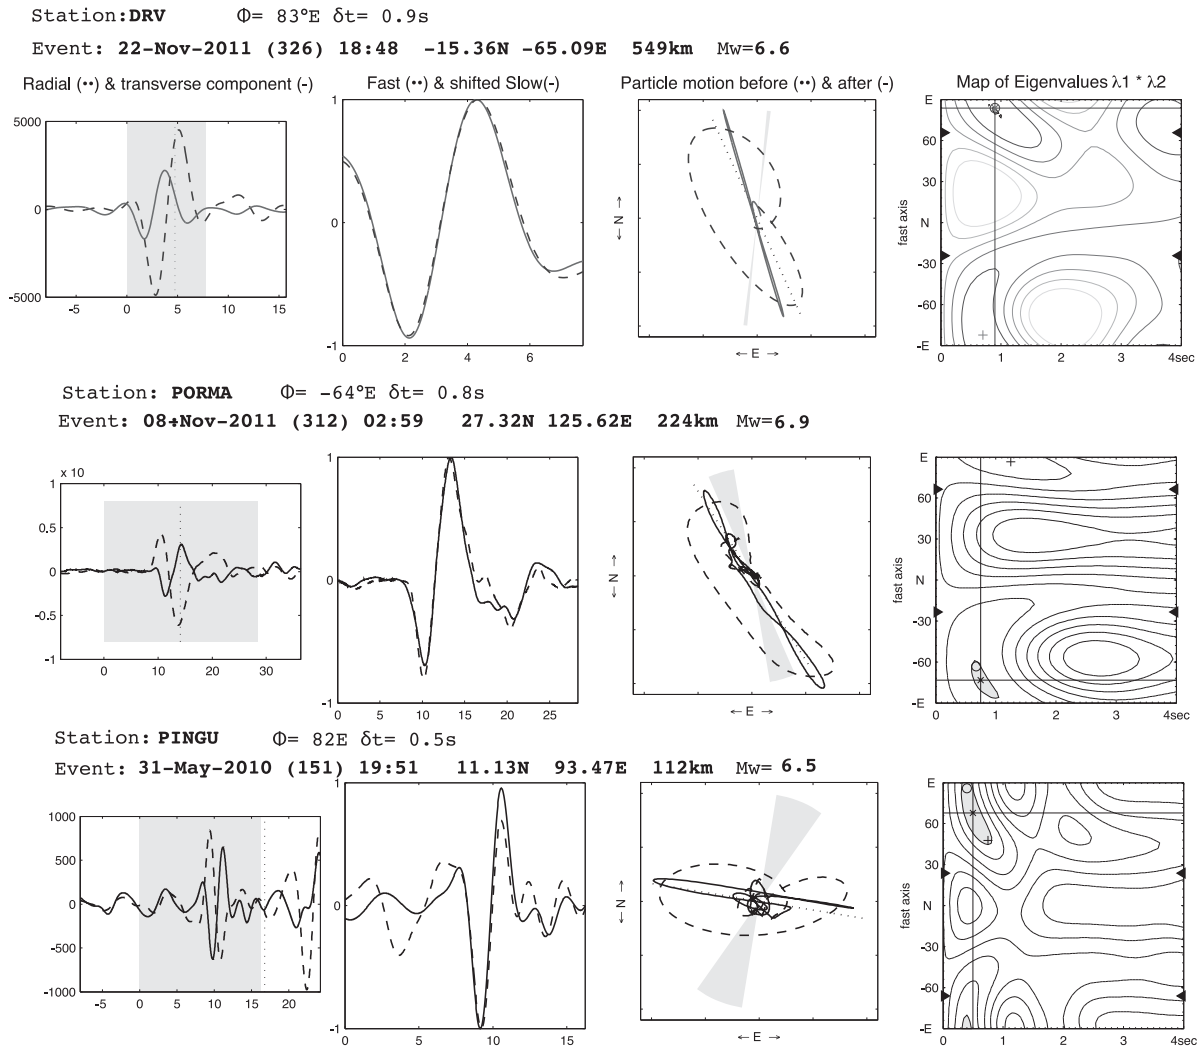 Station:DRV Φ= 83°E δt= 0.9s
Event: 22-Nov-2011 (326) 18:48 -15.36N -65.09E 549km Mw=6.6
Radial (••) & transverse component (-) Fast (••) & shifted Slow(-) Particle motion before (••) & after (-) Map of Eigenvalues λ1 * λ2
5000
0
-5000
-5 0 5 10 15
1
0
-1
0 2 4 6
← N →
← E →
fast axis
E
60
30
N
-30
-60
-E
0 1 2 3 4sec
Station: PORMA Φ= -64°E δt= 0.8s
Event: 08+Nov-2011 (312) 02:59 27.32N 125.62E 224km Mw=6.9
x 10
1
0.5
0
-0.5
-1
0 10 20 30
1
0
-1
0 5 10 15 20 25
← N →
← E →
fast axis
E
60
30
N
-30
-60
-E
0 1 2 3 4sec
Station: PINGU Φ= 82E δt= 0.5s
Event: 31-May-2010 (151) 19:51 11.13N 93.47E 112km Mw= 6.5
1000
500
0
-500
-1000
-5 0 5 10 15 20
1
0
-1
0 5 10 15
← N →
← E →
fast axis
E
60
30
N
-30
-60
-E
0 1 2 3 4sec